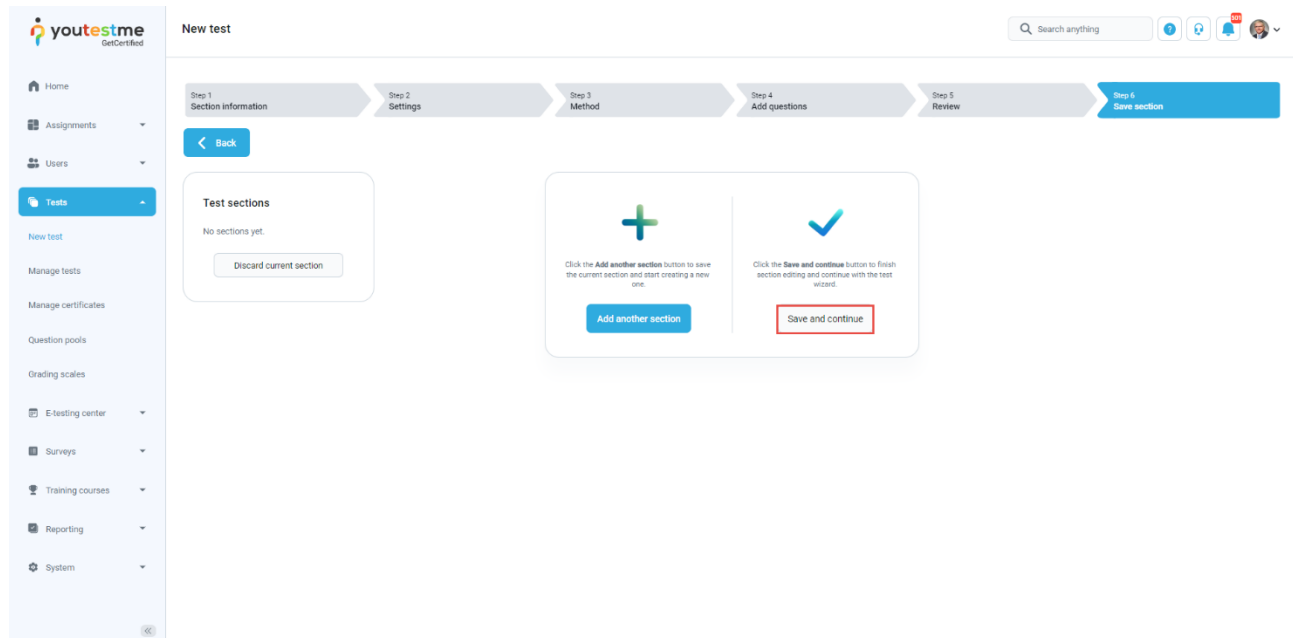 youtestme
GetCertified
New test
Search anything
?
501
Home
Assignments
Users
Tests
New test
Manage tests
Manage certificates
Question pools
Grading scales
E-testing center
Surveys
Training courses
Reporting
System
Step 1
Section information
Step 2
Settings
Step 3
Method
Step 4
Add questions
Step 5
Review
Step 6
Save section
Back
Test sections
No sections yet.
Discard current section
Click the Add another section button to save
the current section and start creating a new
one.
Add another section
Click the Save and continue button to finish
section editing and continue with the test
wizard.
Save and continue